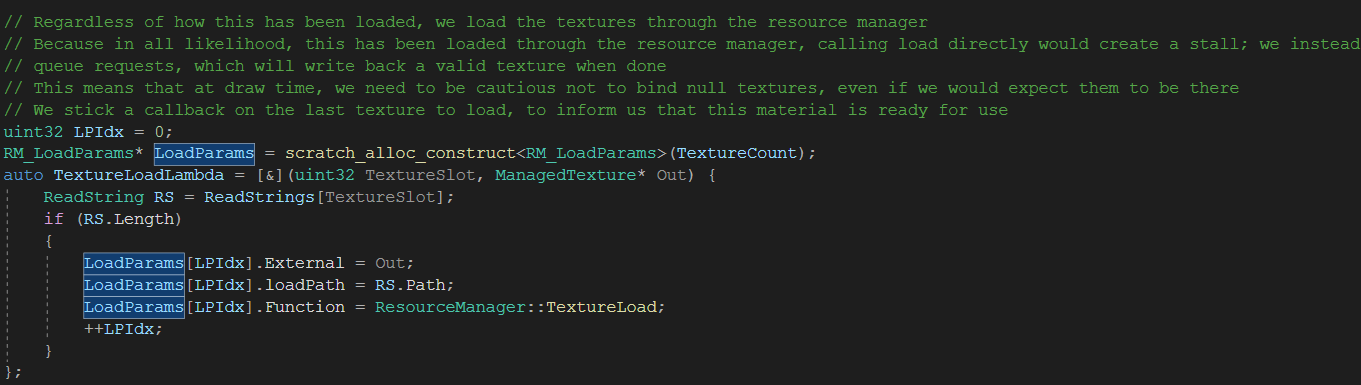 // Regardless of how this has been loaded, we load the textures through the resource manager
// Because in all likelihood, this has been loaded through the resource manager, calling load directly would create a stall; we instead
// queue requests, which will write back a valid texture when done
// This means that at draw time, we need to be cautious not to bind null textures, even if we would expect them to be there
// We stick a callback on the last texture to load, to inform us that this material is ready for use
uint32 LPIdx = 0;
RM_LoadParams* LoadParams = scratch_alloc_construct<RM_LoadParams>(TextureCount);
auto TextureLoadLambda = [&](uint32 TextureSlot, ManagedTexture* Out) {
    ReadString RS = ReadStrings[TextureSlot];
    if (RS.Length)
    {
        LoadParams[LPIdx].External = Out;
        LoadParams[LPIdx].loadPath = RS.Path;
        LoadParams[LPIdx].Function = ResourceManager::TextureLoad;
        ++LPIdx;
    }
};